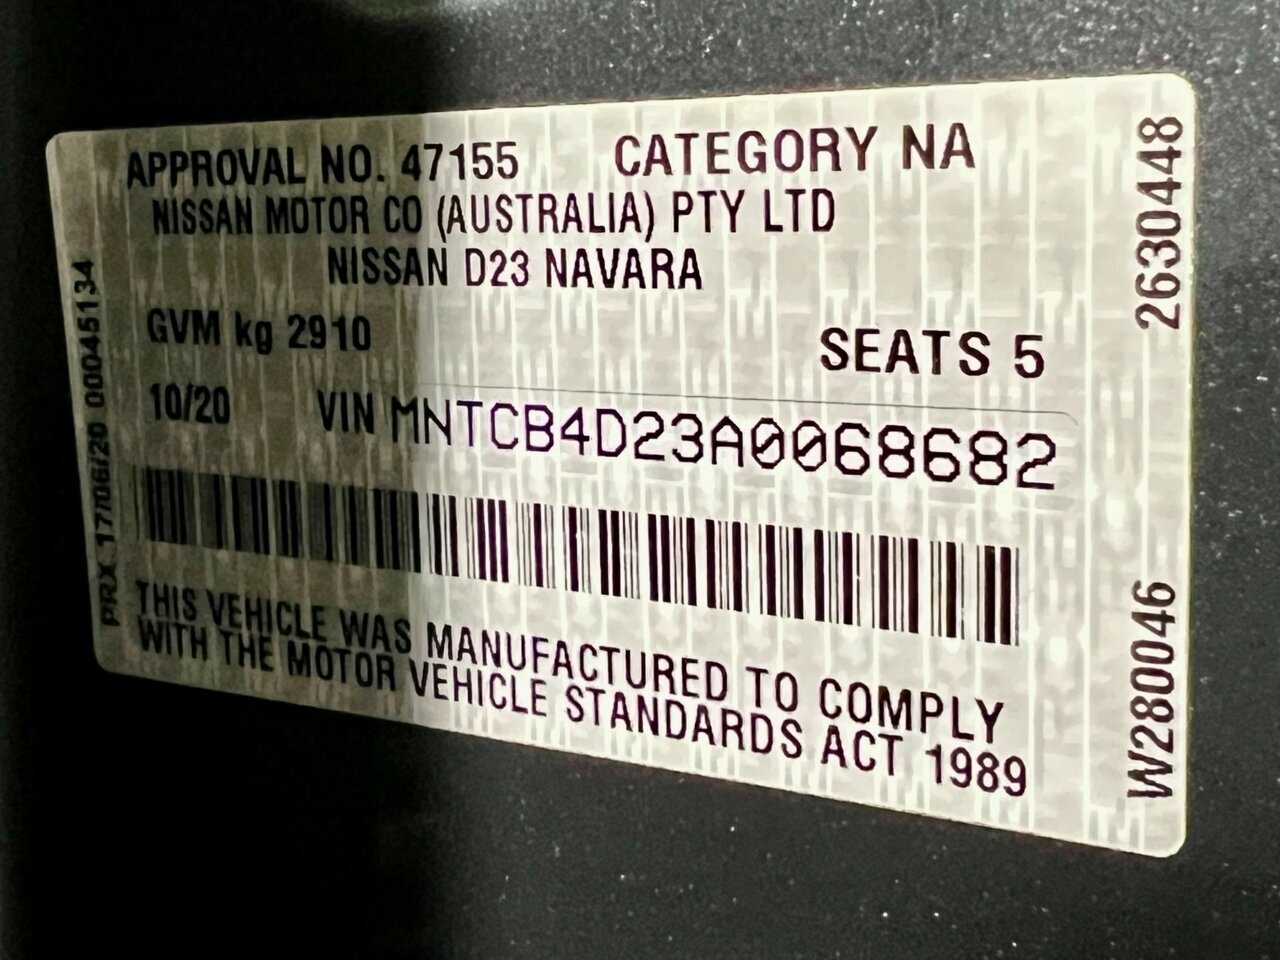 APPROVAL NO. 47155 CATEGORY NA
NISSAN MOTOR CO (AUSTRALIA) PTY LTD
NISSAN D23 NAVARA
GVM kg 2910 SEATS 5
10/20 VIN MNTCB4D23A0068682
THIS VEHICLE WAS MANUFACTURED TO COMPLY
WITH THE MOTOR VEHICLE STANDARDS ACT 1989
PRX 17/06/20 00045134
W280046 2630448